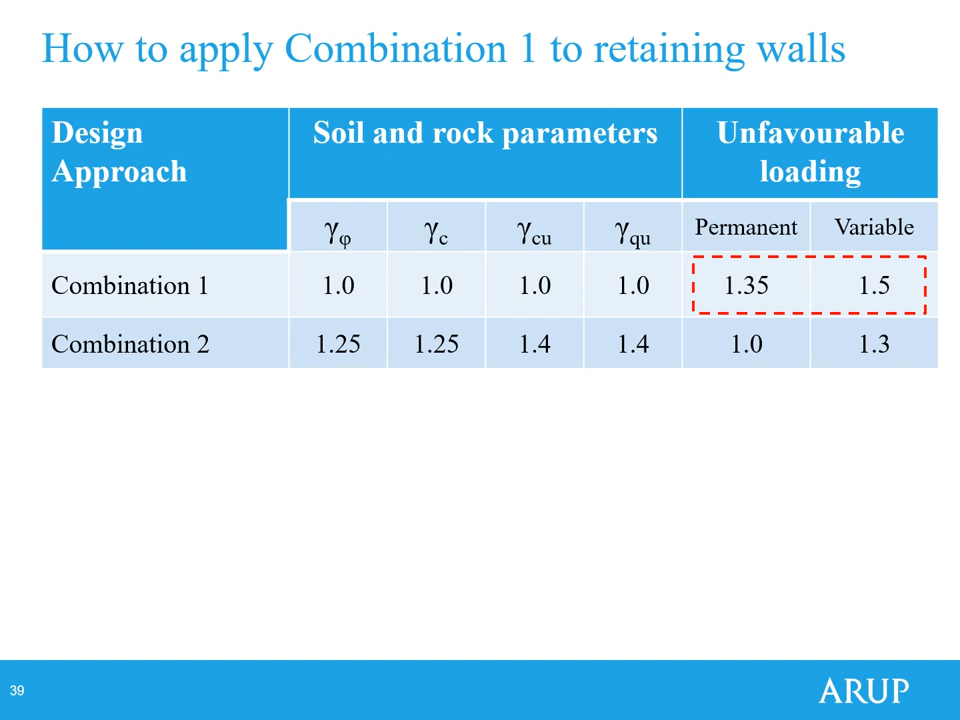 How to apply Combination 1 to retaining walls
Design Approach Soil and rock parameters Unfavourable loading
γφ γc γcu γqu Permanent Variable
Combination 1 1.0 1.0 1.0 1.0 1.35 1.5
Combination 2 1.25 1.25 1.4 1.4 1.0 1.3
39 ARUP